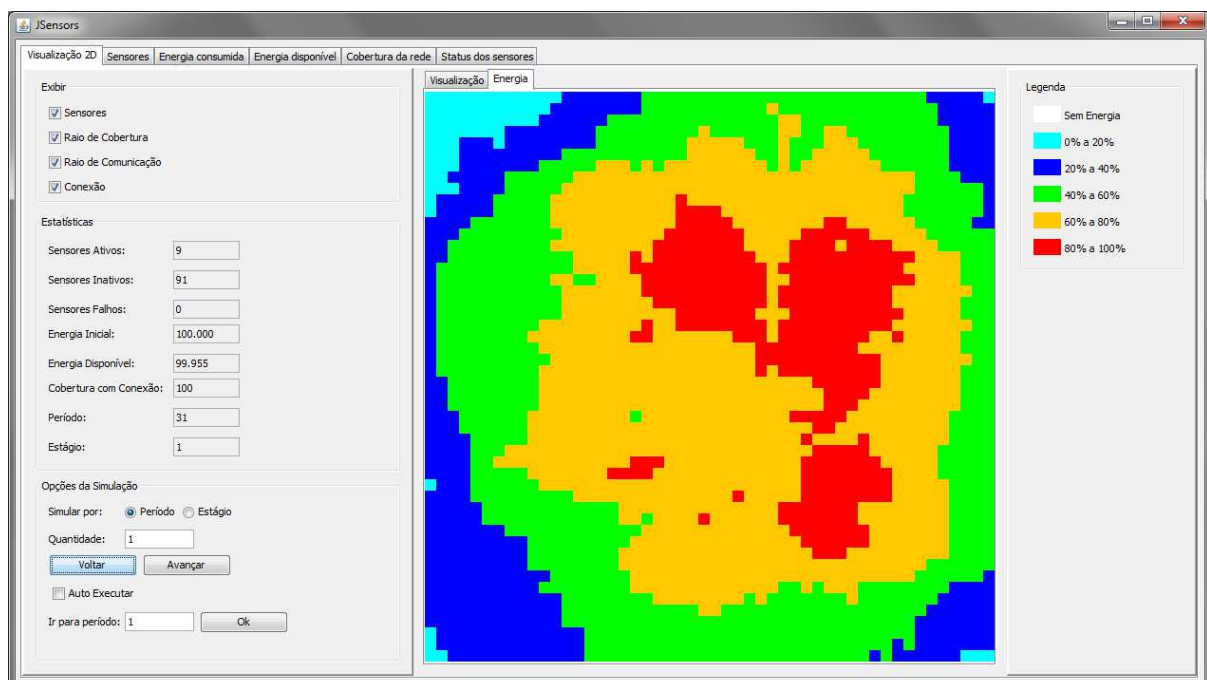 JSensors
Visualização 2D Sensores Energia consumida Energia disponível Cobertura da rede Status dos sensores
Exibir
Sensores
Raio de Cobertura
Raio de Comunicação
Conexão
Estatísticas
Sensores Ativos: 9
Sensores Inativos: 91
Sensores Falhos: 0
Energia Inicial: 100.000
Energia Disponível: 99.955
Cobertura com Conexão: 100
Período: 31
Estágio: 1
Opções da Simulação
Simular por: Período Estágio
Quantidade: 1
Voltar Avançar
Auto Executar
Ir para período: 1 Ok
Visualização Energia
Legenda
Sem Energia
0% a 20%
20% a 40%
40% a 60%
60% a 80%
80% a 100%